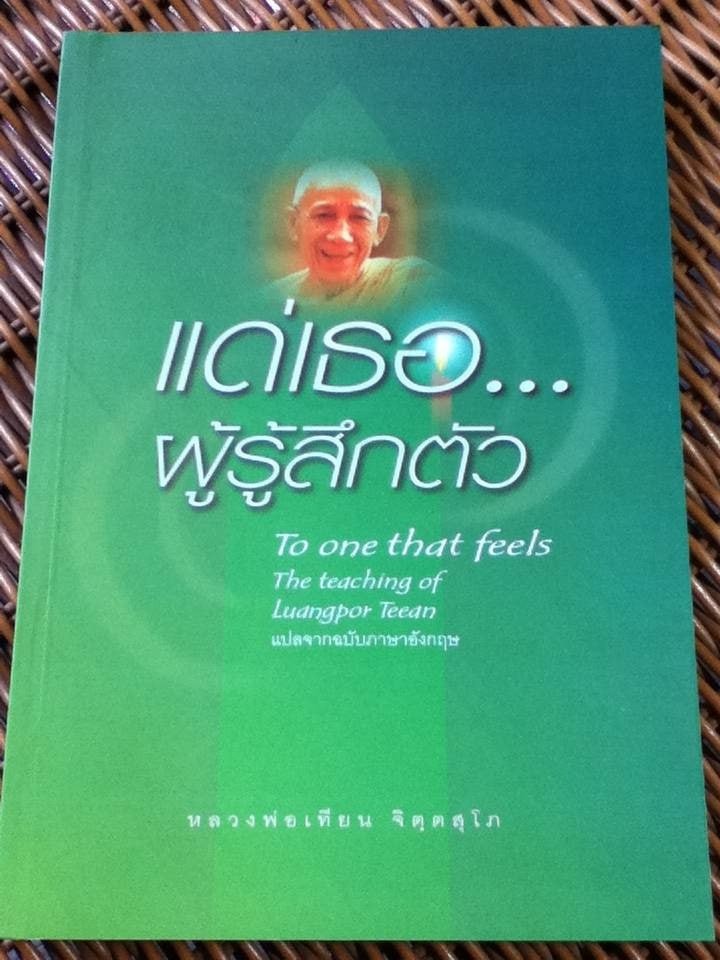 แด่เธอ...
ผู้รู้สึกตัว
To one that feels
The teaching of
Luangpor Teean
แปลจากฉบับภาษาอังกฤษ
หลวงพ่อเทียน จิตฺตสุโภ